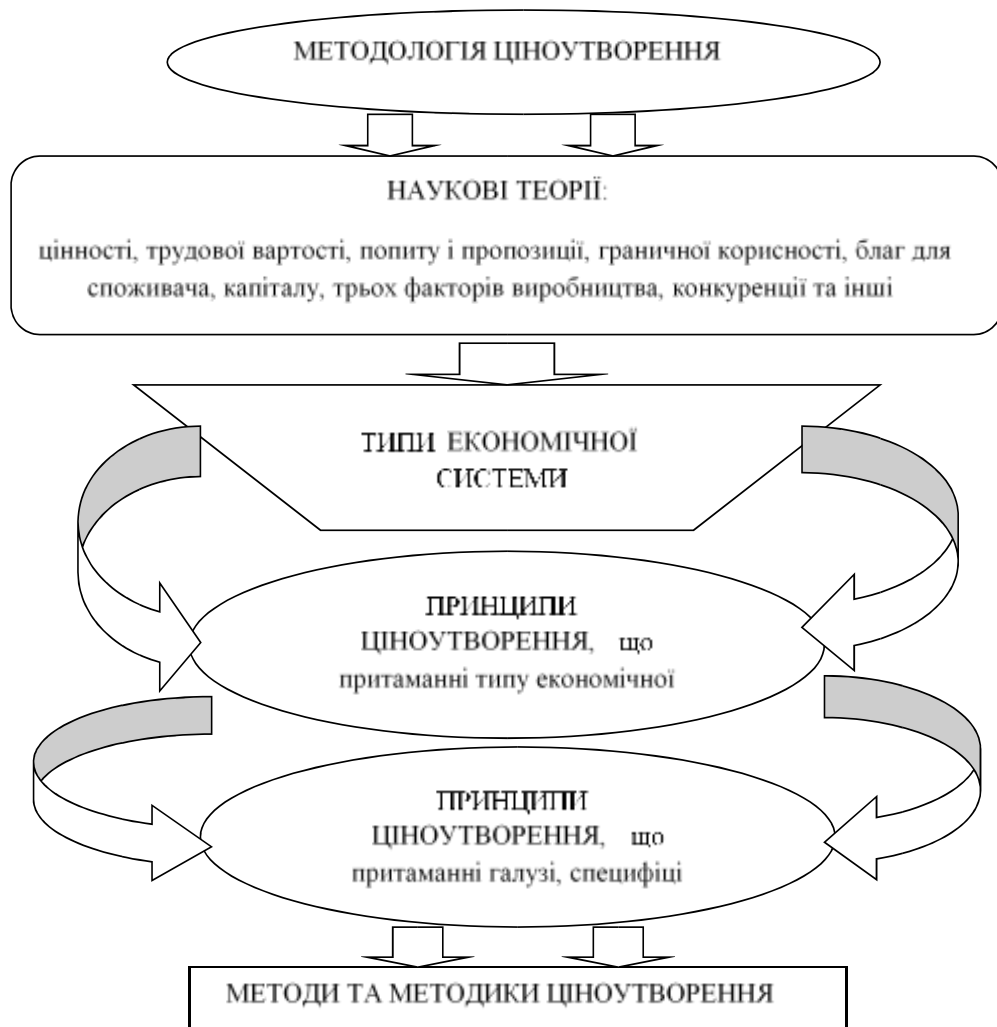 МЕТОДОЛОГІЯ ЦІНОУТВОРЕННЯ
НАУКОВІ ТЕОРІЇ:
цінності, трудової вартості, попиту і пропозиції, граничної корисності, благ для
споживача, капіталу, трьох факторів виробництва, конкуренції та інші
ТИПИ ЕКОНОМІЧНОЇ
СИСТЕМИ
ПРИНЦИПИ
ЦІНОУТВОРЕННЯ, що
притаманні типу економічної
ПРИНЦИПИ
ЦІНОУТВОРЕННЯ, що
притаманні галузі, специфіці
МЕТОДИ ТА МЕТОДИКИ ЦІНОУТВОРЕННЯ